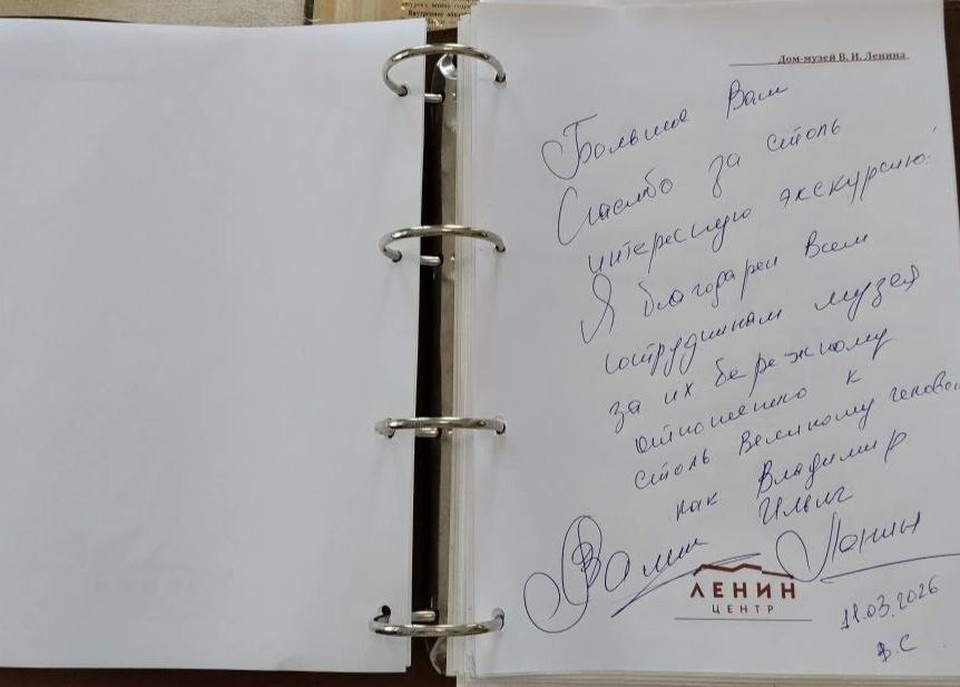 Дом-музей В. И. Ленина
Большое Вам
Спасибо за столь
интересную экскурсию!
Я благодарен всем
сотрудникам музея
за их бережному
отношению к
столь Великому человеку
как Владимир
Ильич
Ленин
ЛЕНИН
ЦЕНТР
11.03.2026
В.С